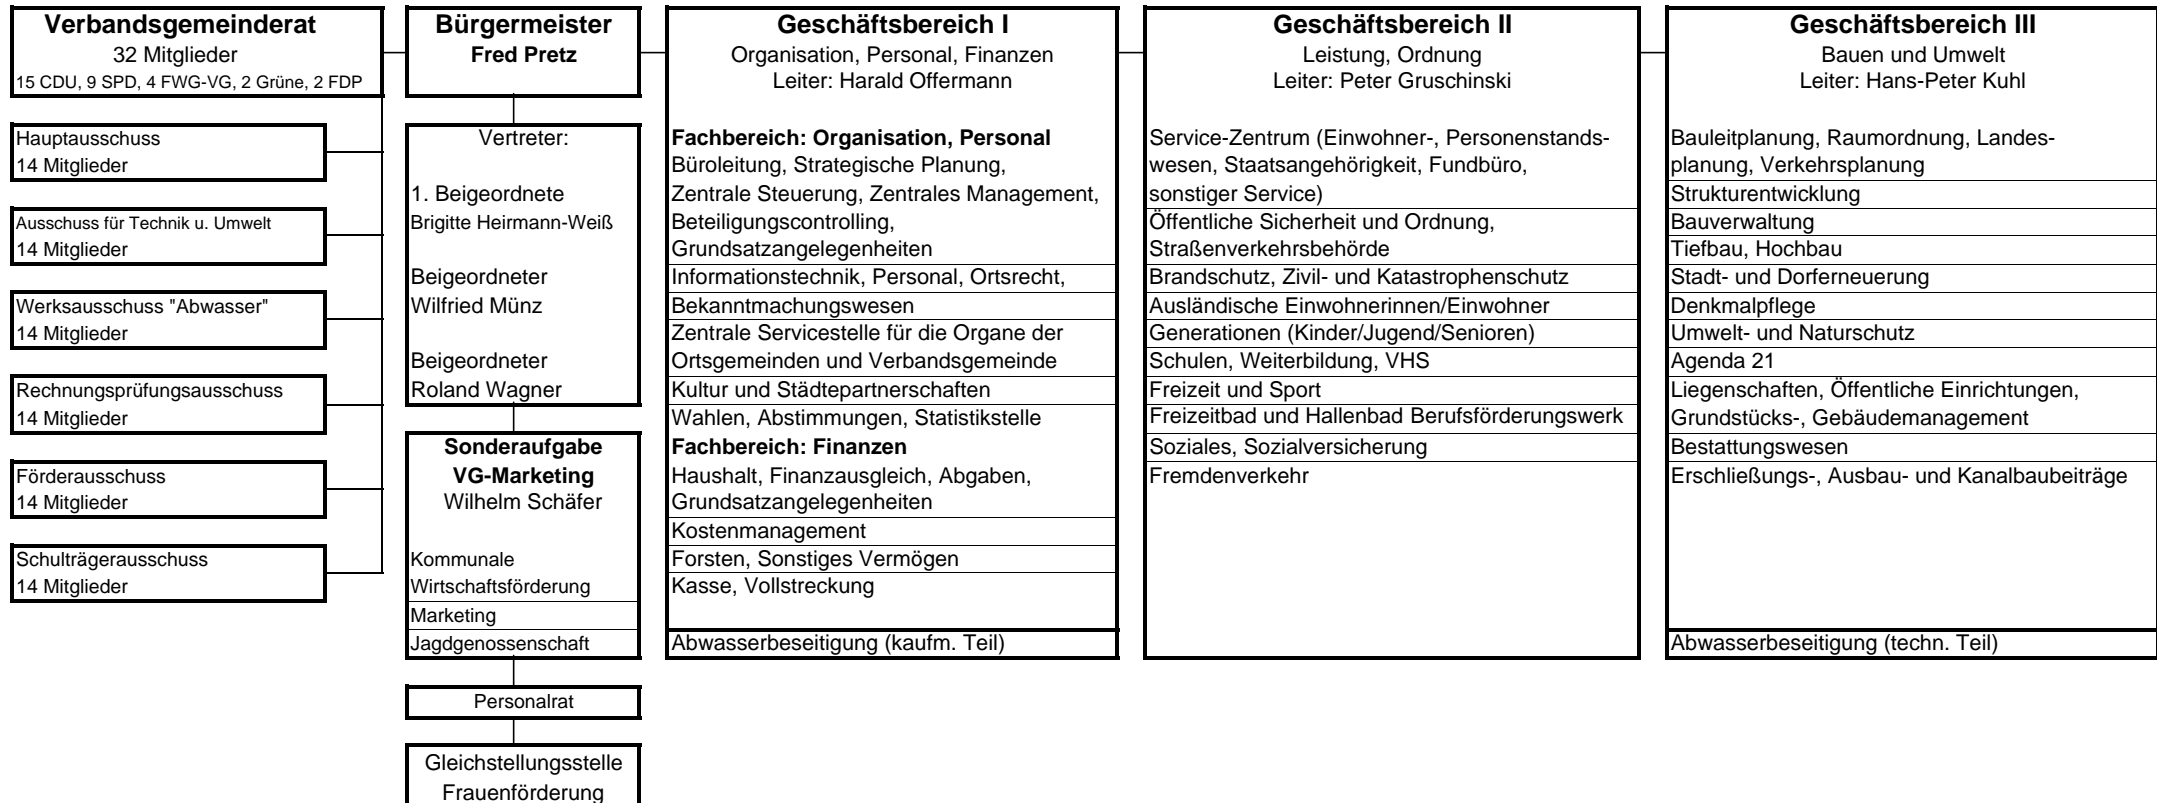 Verbandsgemeinderat
32 Mitglieder
15 CDU, 9 SPD, 4 FWG-VG, 2 Grüne, 2 FDP
Hauptausschuss
14 Mitglieder
Ausschuss für Technik u. Umwelt
14 Mitglieder
Werksausschuss "Abwasser"
14 Mitglieder
Rechnungsprüfungsausschuss
14 Mitglieder
Förderausschuss
14 Mitglieder
Schulträgerausschuss
14 Mitglieder
Bürgermeister
Fred Pretz
Vertreter:
1. Beigeordnete
Brigitte Heirmann-Weiß
Beigeordneter
Wilfried Münz
Beigeordneter
Roland Wagner
Sonderaufgabe
VG-Marketing
Wilhelm Schäfer
Kommunale
Wirtschaftsförderung
Marketing
Jagdgenossenschaft
Personalrat
Gleichstellungsstelle
Frauenförderung
Geschäftsbereich I
Organisation, Personal, Finanzen
Leiter: Harald Offermann
Fachbereich: Organisation, Personal
Büroleitung, Strategische Planung,
Zentrale Steuerung, Zentrales Management,
Beteiligungscontrolling,
Grundsatzangelegenheiten
Informationstechnik, Personal, Ortsrecht,
Bekanntmachungswesen
Zentrale Servicestelle für die Organe der
Ortsgemeinden und Verbandsgemeinde
Kultur und Städtepartnerschaften
Wahlen, Abstimmungen, Statistikstelle
Fachbereich: Finanzen
Haushalt, Finanzausgleich, Abgaben,
Grundsatzangelegenheiten
Kostenmanagement
Forsten, Sonstiges Vermögen
Kasse, Vollstreckung
Abwasserbeseitigung (kaufm. Teil)
Geschäftsbereich II
Leistung, Ordnung
Leiter: Peter Gruschinski
Service-Zentrum (Einwohner-, Personenstands-
wesen, Staatsangehörigkeit, Fundbüro,
sonstiger Service)
Öffentliche Sicherheit und Ordnung,
Straßenverkehrsbehörde
Brandschutz, Zivil- und Katastrophenschutz
Ausländische Einwohnerinnen/Einwohner
Generationen (Kinder/Jugend/Senioren)
Schulen, Weiterbildung, VHS
Freizeit und Sport
Freizeitbad und Hallenbad Berufsförderungswerk
Soziales, Sozialversicherung
Fremdenverkehr
Geschäftsbereich III
Bauen und Umwelt
Leiter: Hans-Peter Kuhl
Bauleitplanung, Raumordnung, Landes-
planung, Verkehrsplanung
Strukturentwicklung
Bauverwaltung
Tiefbau, Hochbau
Stadt- und Dorferneuerung
Denkmalpflege
Umwelt- und Naturschutz
Agenda 21
Liegenschaften, Öffentliche Einrichtungen,
Grundstücks-, Gebäudemanagement
Bestattungswesen
Erschließungs-, Ausbau- und Kanalbaubeiträge
Abwasserbeseitigung (techn. Teil)